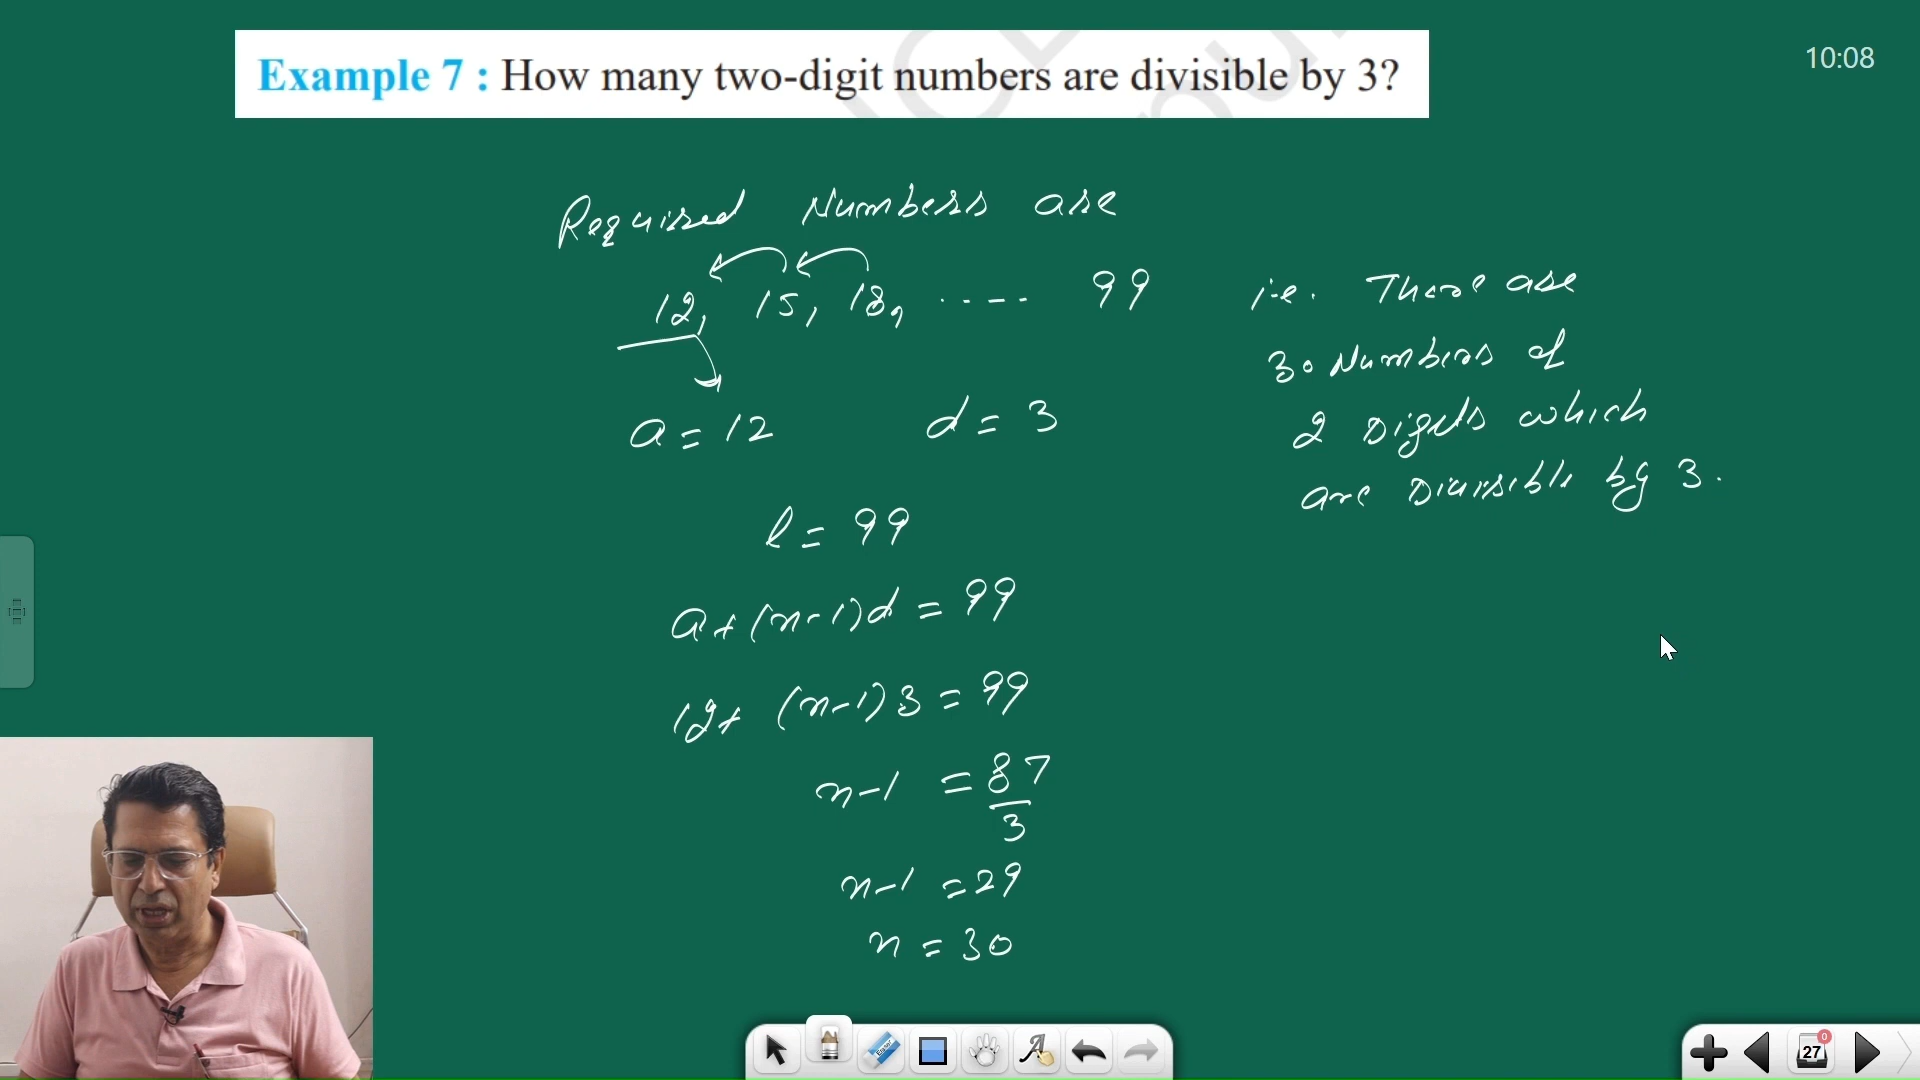 Example 7 : How many two-digit numbers are divisible by 3?
10:08
Required Numbers are
12, 15, 18, ---- 99
a = 12 d = 3
l = 99
a+(n-1)d = 99
12+ (n-1)3 = 99
n-1 = 87/3
n-1 = 29
n = 30
i.e. There are
30 Numbers of
2 Digits which
are Divisible by 3.
Eraser
A
27
0